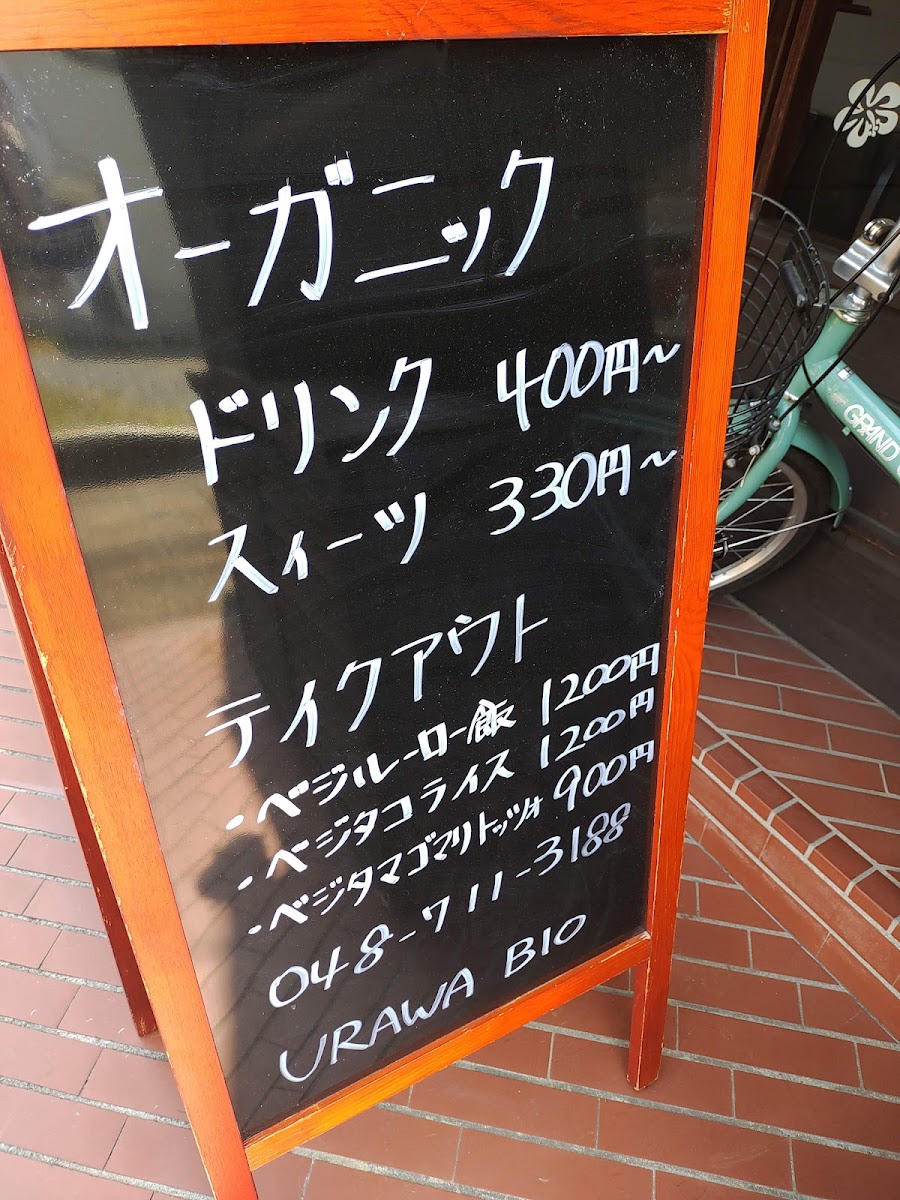 オーガニック
ドリンク 400円~
スィーツ 330円~
テイクアウト
・ベジルーロー飯 1200円
・ベジタコライス 1200円
・ベジタマゴマリトッツォ 900円
048-711-3188
URAWA BIO
GRAND